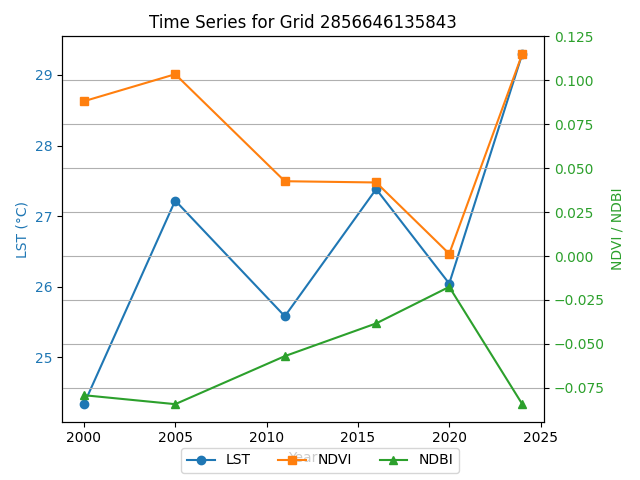 Time Series for Grid 2856646135843
LST (°C)
29
28
27
26
25
0.125
0.100
0.075
0.050
0.025
0.000
−0.025
−0.050
−0.075
NDVI / NDBI
2000 2005 2010 2015 2020 2025
Year
LST NDVI NDBI